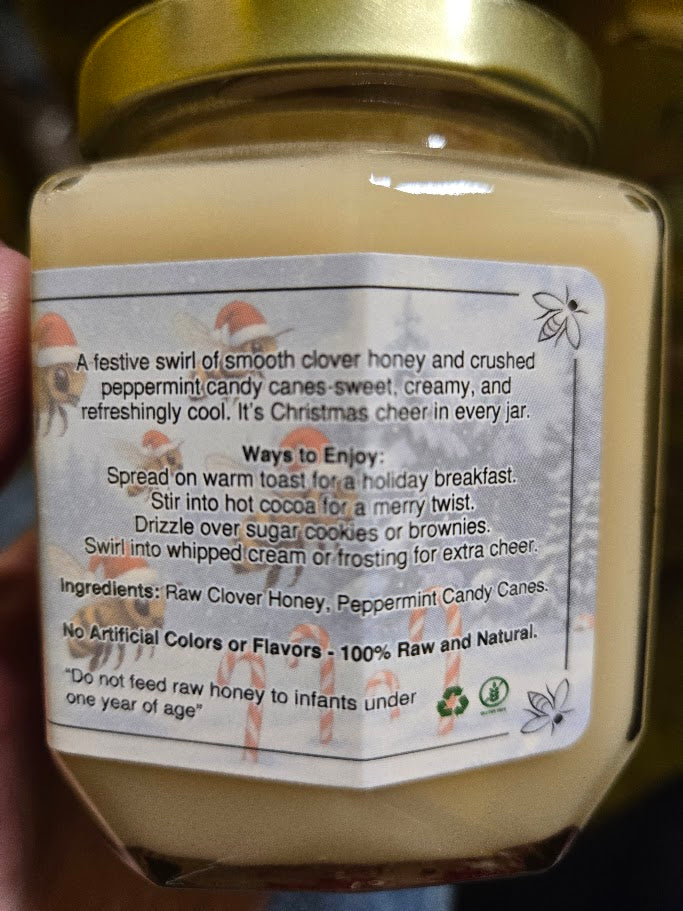 A festive swirl of smooth clover honey and crushed
peppermint candy canes-sweet, creamy, and
refreshingly cool. It's Christmas cheer in every jar.
Ways to Enjoy:
Spread on warm toast for a holiday breakfast.
Stir into hot cocoa for a merry twist.
Drizzle over sugar cookies or brownies.
Swirl into whipped cream or frosting for extra cheer.
Ingredients: Raw Clover Honey, Peppermint Candy Canes.
No Artificial Colors or Flavors - 100% Raw and Natural.
"Do not feed raw honey to infants under
one year of age"